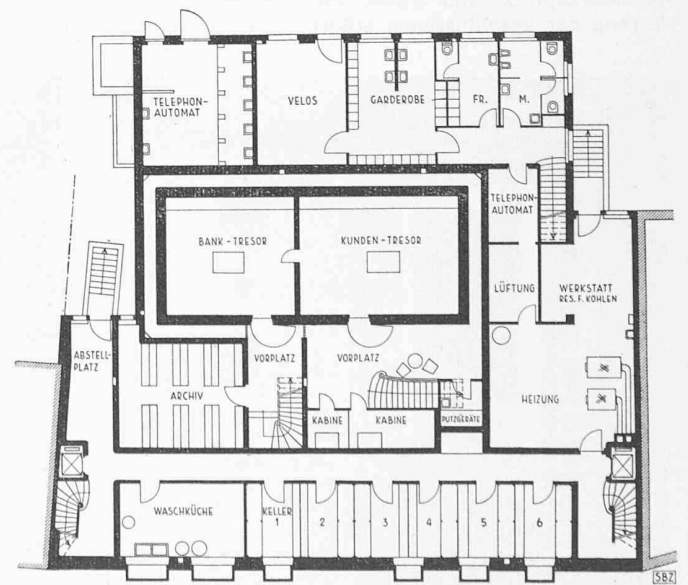 TELEPHON-
AUTOMAT
VELOS
GARDEROBE
FR.
M.
TELEPHON-
AUTOMAT
BANK - TRESOR
KUNDEN - TRESOR
LÜFTUNG
WERKSTATT
RES. F. KOHLEN
ABSTELL-
PLATZ
VORPLATZ
VORPLATZ
ARCHIV
HEIZUNG
KABINE
KABINE
PUTZGERÄTE
WASCHKÜCHE
KELLER
1
2
3
4
5
6
SBZ